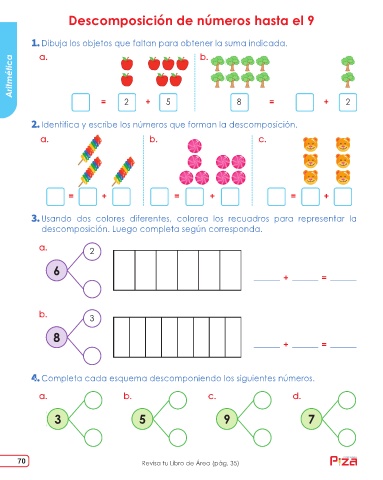 Descomposición de números hasta el 9
Aritmética
1. Dibuja los objetos que faltan para obtener la suma indicada.
a. b.
= 2 + 5 8 = + 2
2. Identifica y escribe los números que forman la descomposición.
a. b. c.
= + = + = +
3. Usando dos colores diferentes, colorea los recuadros para representar la
descomposición. Luego completa según corresponda.
a.
2
6
_____ + _____ = _____
b.
3
8
_____ + _____ = _____
4. Completa cada esquema descomponiendo los siguientes números.
a. b. c. d.
3 5 9 7
70
Revisa tu Libro de Área (pág. 35)
PIZA